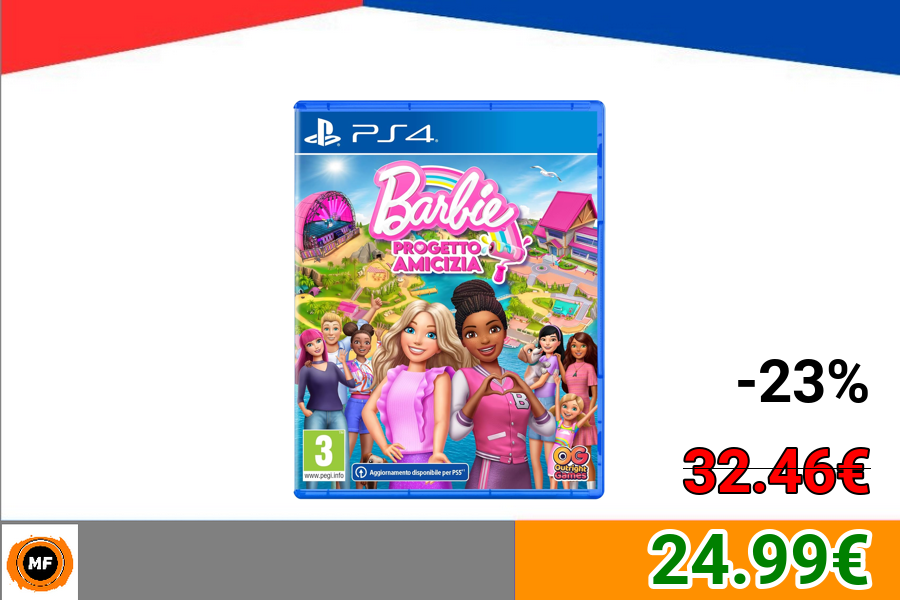 PS4
Barbie
PROGETTO
AMICIZIA
B
3
www.pegi.info
Aggiornamento disponibile per PS5
OG
Outright
Games
-23%
32.46€
MF
24.99€